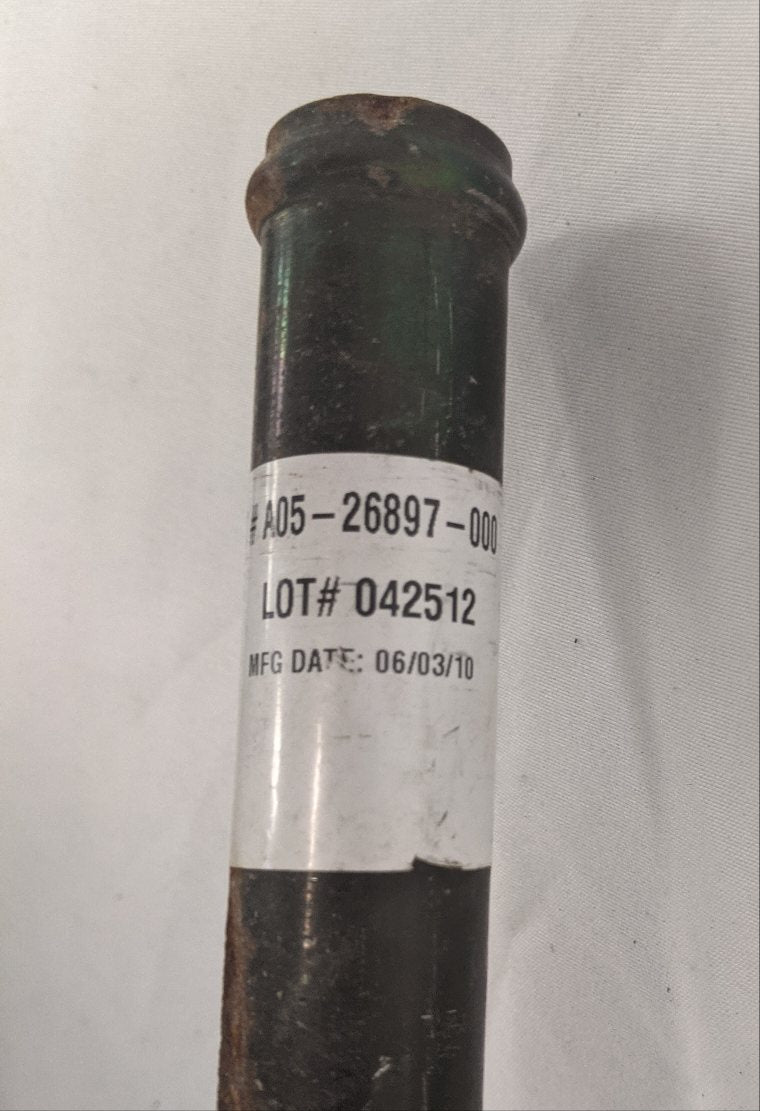 # A05-26897-000
LOT# 042512
MFG DATE: 06/03/10